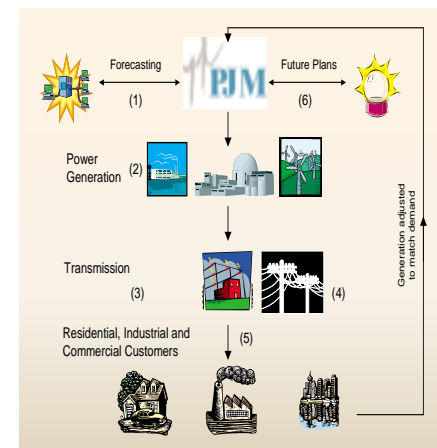 Forecasting
(1)
PJM
Future Plans
(6)
Power
Generation
(2)
Transmission
(3)
(4)
Generation adjusted
to match demand
Residential, Industrial and
Commercial Customers
(5)